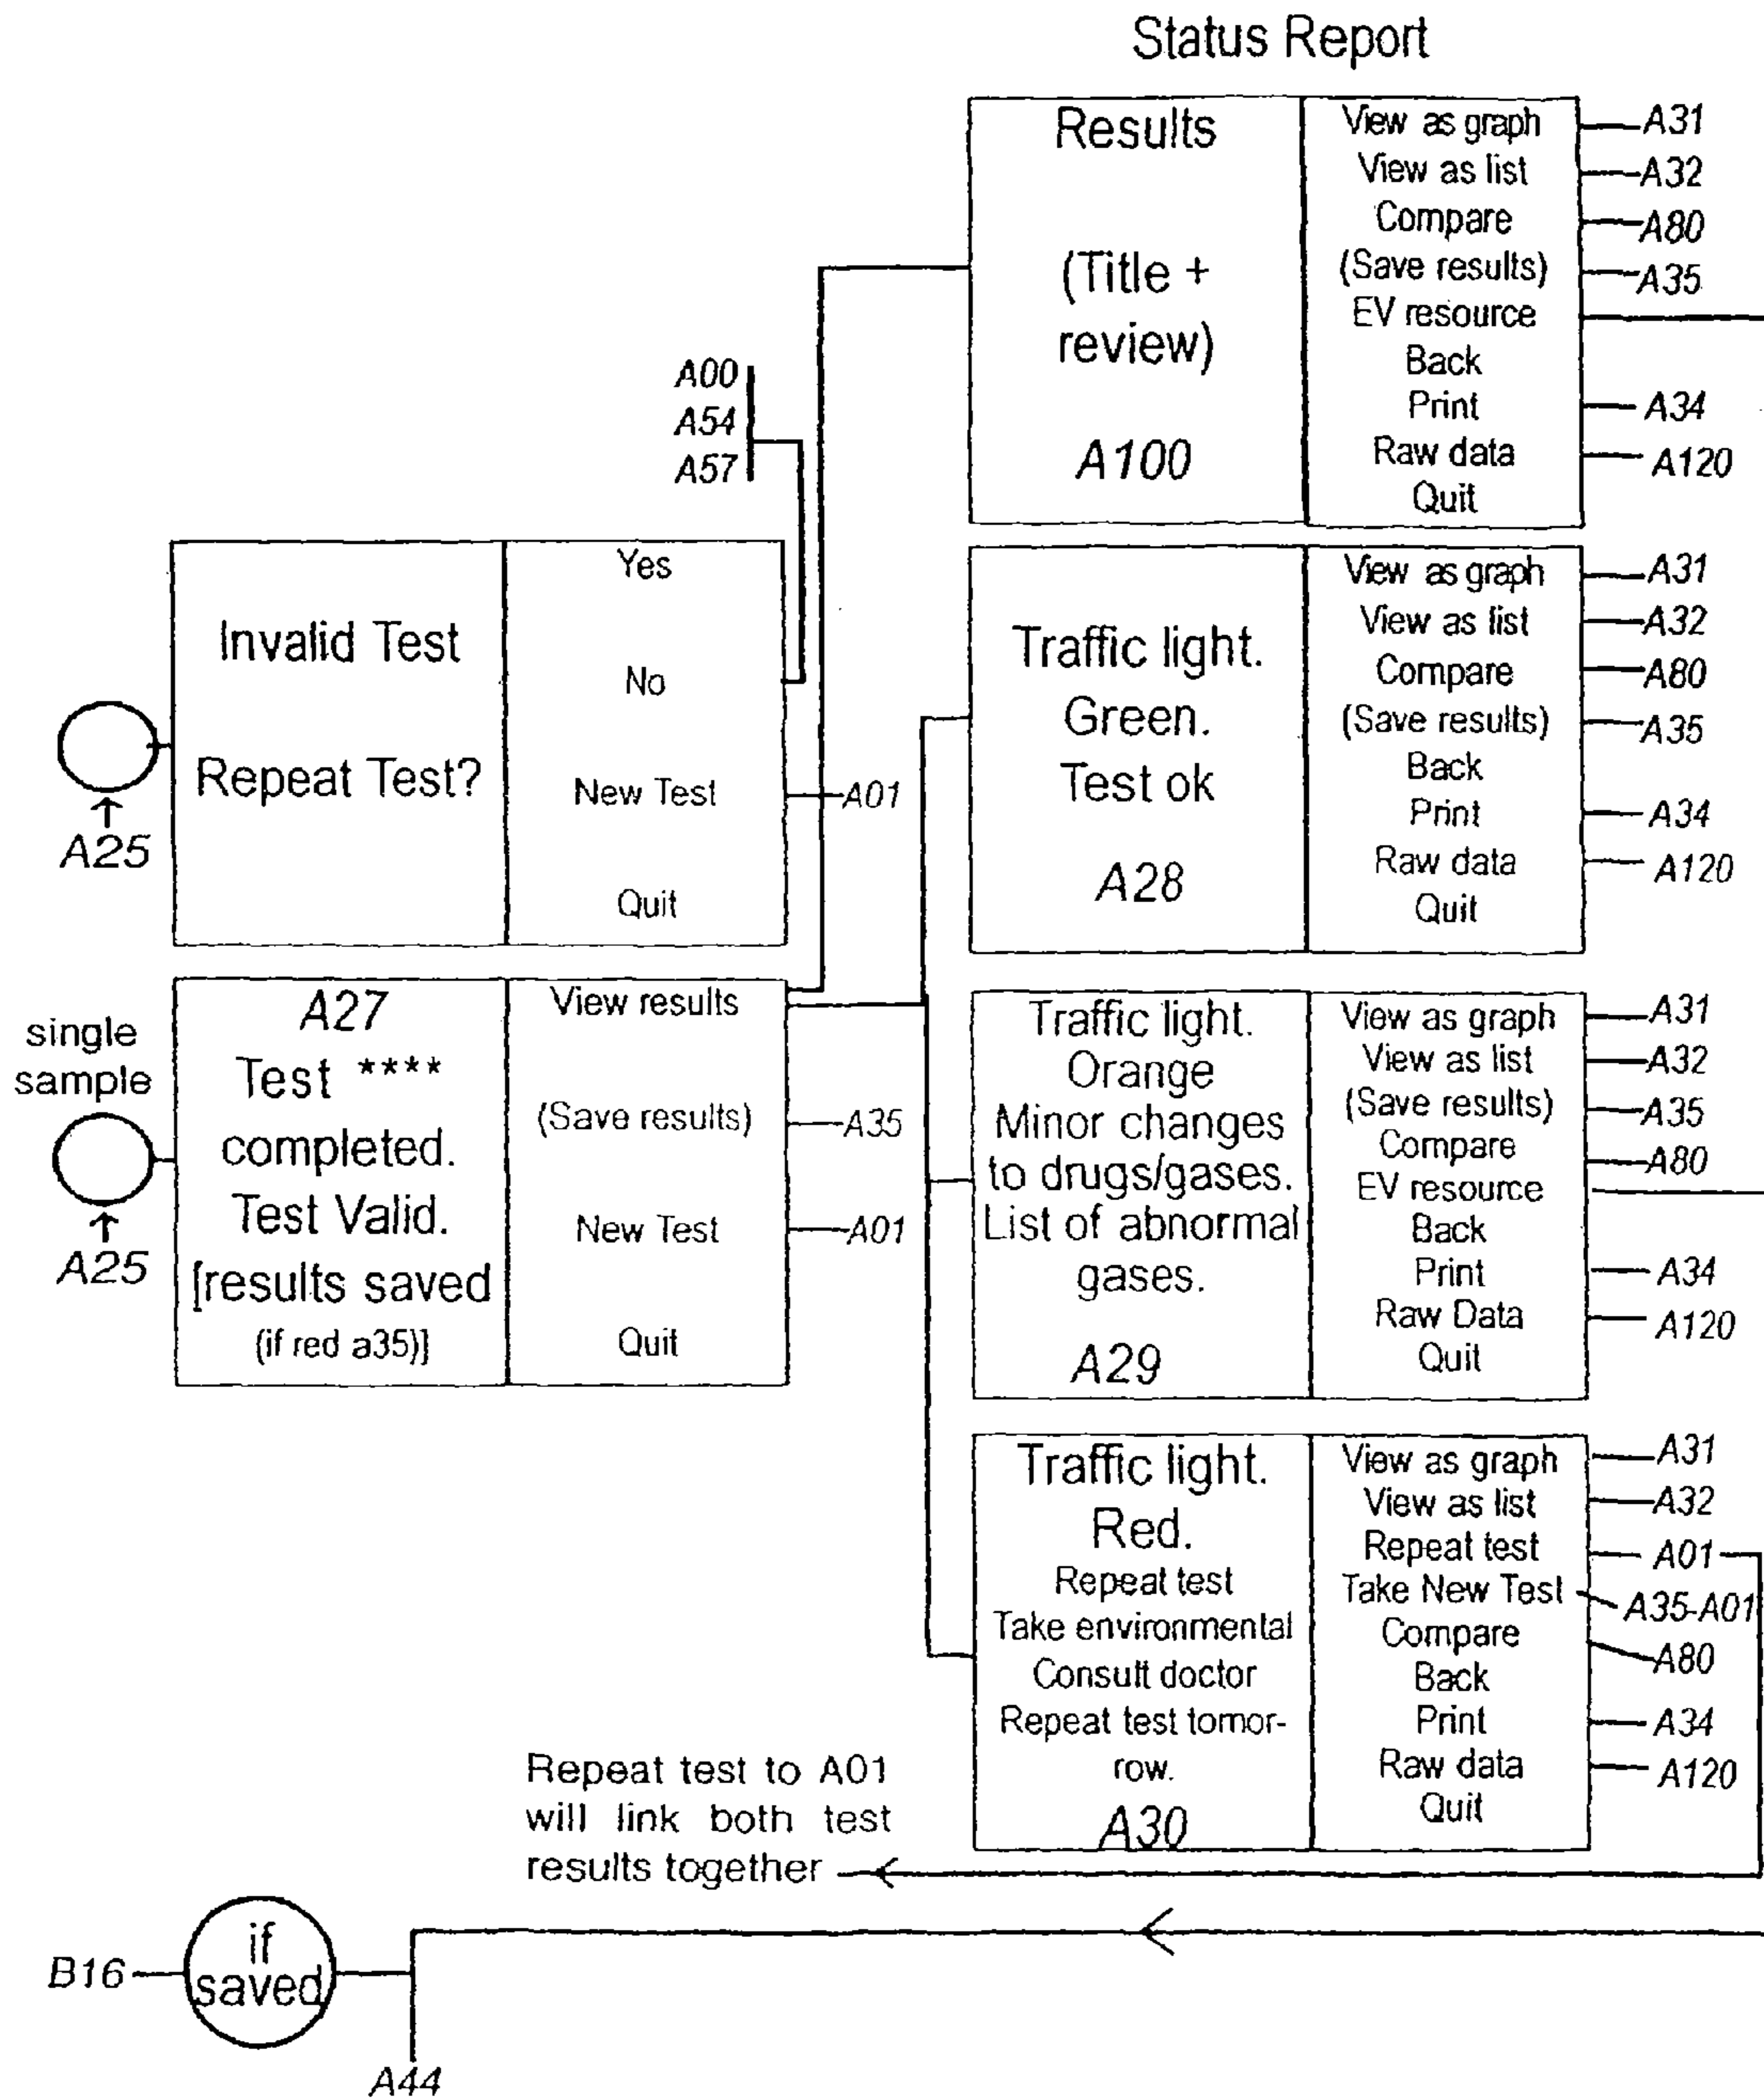 Status Report
Results
(Title +
review)
A100
View as graph
A31
View as list
A32
Compare
A80
(Save results)
A35
EV resource
Back
Print
A34
Raw data
A120
Quit
A00
A54
A57
Invalid Test
Repeat Test?
Yes
No
New Test
A01
Quit
A25
Traffic light.
Green.
Test ok
A28
View as graph
A31
View as list
A32
Compare
A80
(Save results)
A35
Back
Print
A34
Raw data
A120
Quit
single
sample
A25
A27
Test ****
completed.
Test Valid.
[results saved
(if red a35)]
View results
(Save results)
A35
New Test
A01
Quit
Traffic light.
Orange
Minor changes
to drugs/gases.
List of abnormal
gases.
A29
View as graph
A31
View as list
A32
(Save results)
A35
Compare
A80
EV resource
Back
Print
A34
Raw Data
A120
Quit
Traffic light.
Red.
Repeat test
Take environmental
Consult doctor
Repeat test tomor-
row.
A30
View as graph
A31
View as list
A32
Repeat test
A01
Take New Test
A35-A01
Compare
A80
Back
Print
A34
Raw data
A120
Quit
Repeat test to A01
will link both test
results together
B16
if
saved
A44